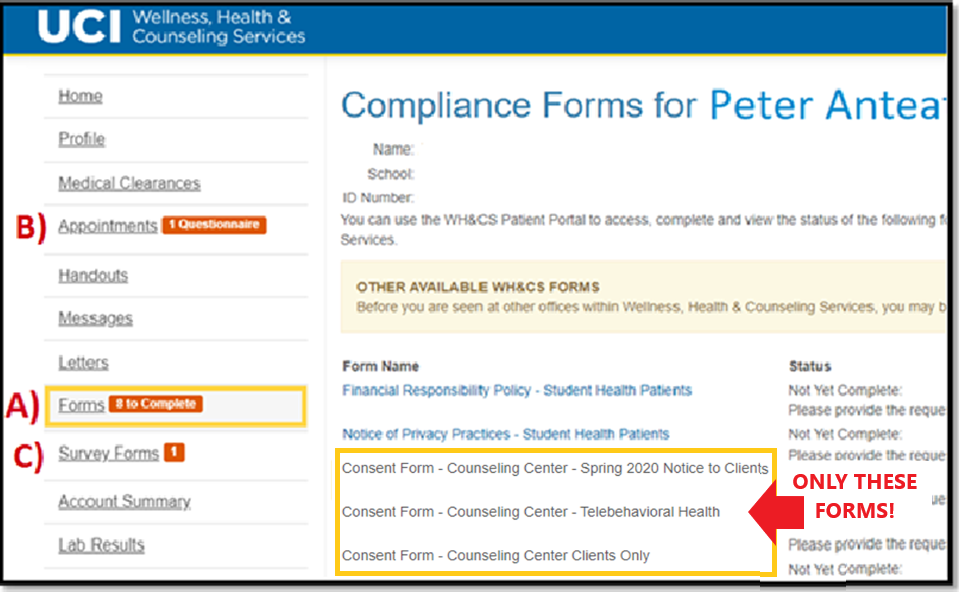 UCI Wellness, Health &
Counseling Services
Home
Profile
Medical Clearances
B) Appointments 1 Questionnaire
Handouts
Messages
Letters
A) Forms 8 to Complete
C) Survey Forms 1
Account Summary
Lab Results
Compliance Forms for Peter Antea
Name:
School:
ID Number:
You can use the WH&CS Patient Portal to access, complete and view the status of the following
Services.
OTHER AVAILABLE WH&CS FORMS
Before you are seen at other offices within Wellness, Health & Counseling Services, you may b
Form Name Status
Financial Responsibility Policy - Student Health Patients Not Yet Complete:
Please provide the reque
Notice of Privacy Practices - Student Health Patients Not Yet Complete:
Please provide the reque
Consent Form - Counseling Center - Spring 2020 Notice to Clients
ONLY THESE
FORMS!
ue
Consent Form - Counseling Center - Telebehavioral Health
Please provide the reque
Consent Form - Counseling Center Clients Only
Not Yet Complete: